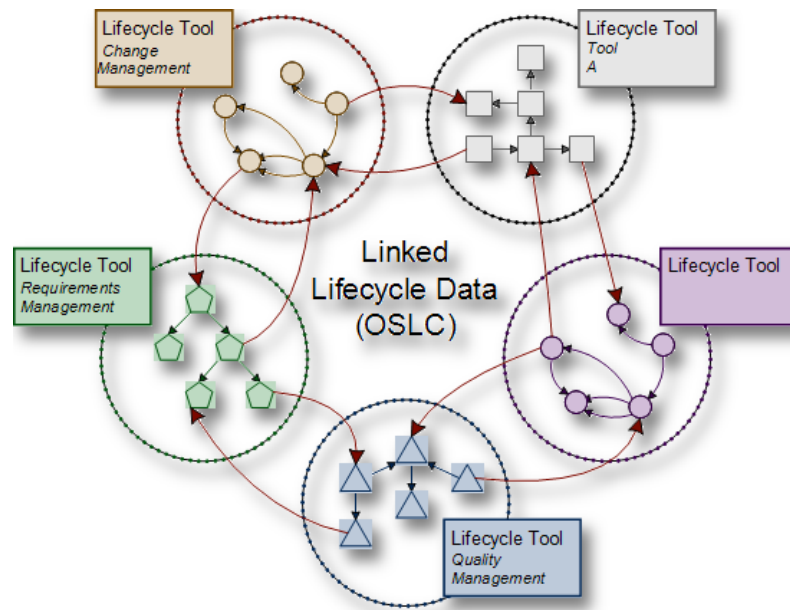 Lifecycle Tool
Change
Management
Lifecycle Tool
Tool
A
Linked
Lifecycle Data
(OSLC)
Lifecycle Tool
Requirements
Management
Lifecycle Tool
Lifecycle Tool
Quality
Management